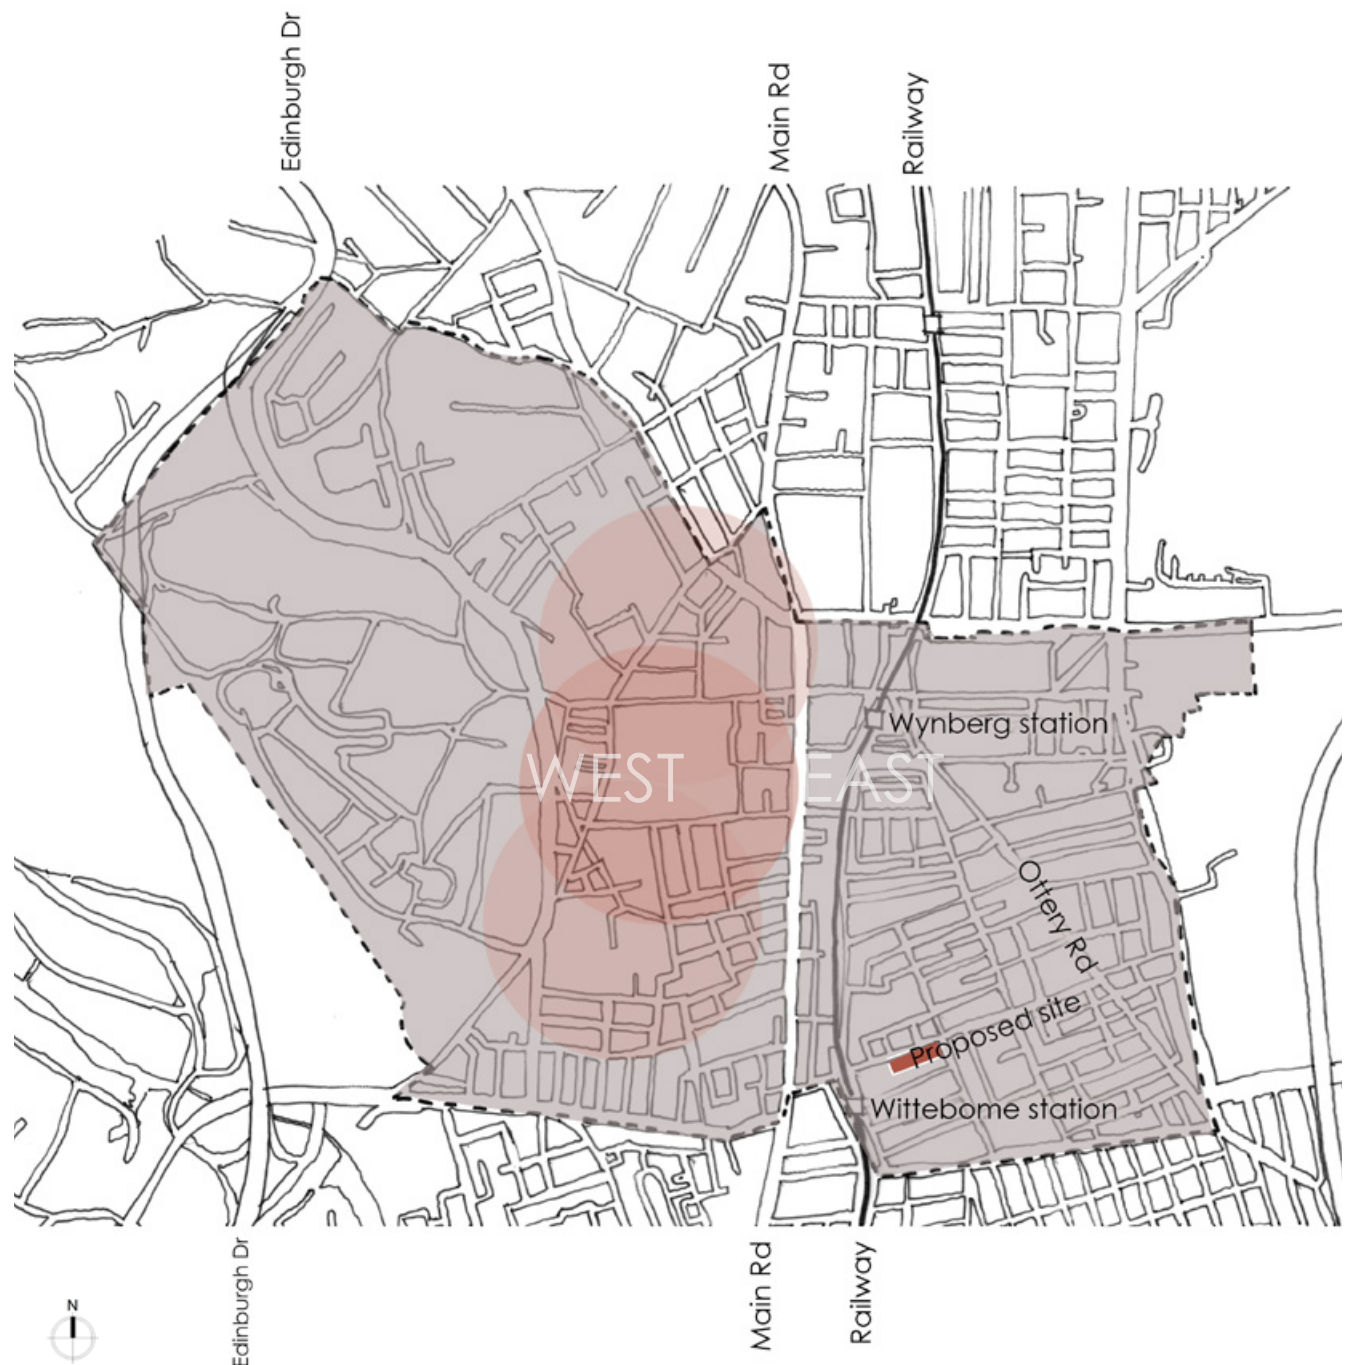 Edinburgh Dr
Main Rd
Railway
Wynberg station
WEST
EAST
Ottery Rd
Proposed site
Wittebome station
Edinburgh Dr
Main Rd
Railway
N